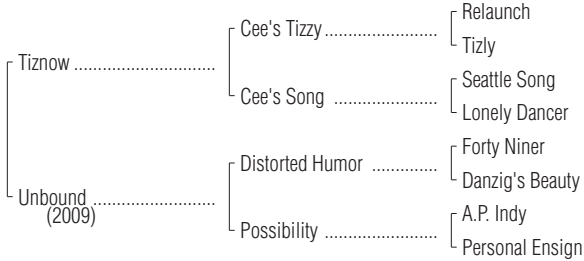 Relaunch
Cee's Tizzy ..........................
Tizly
Tiznow ................................
Seattle Song
Cee's Song ........................
Lonely Dancer
Forty Niner
Distorted Humor ...............
Danzig's Beauty
Unbound ............................
(2009)
A.P. Indy
Possibility ..........................
Personal Ensign